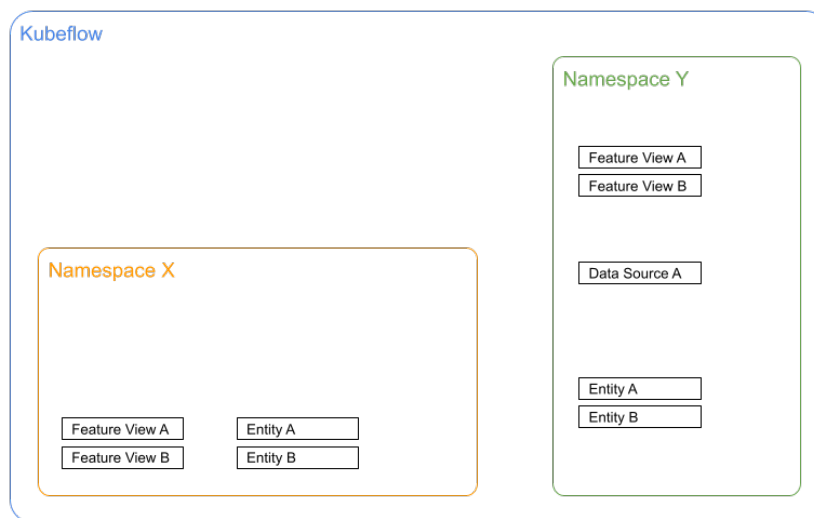 Kubeflow
Namespace X
Feature View A
Feature View B
Entity A
Entity B
Namespace Y
Feature View A
Feature View B
Data Source A
Entity A
Entity B